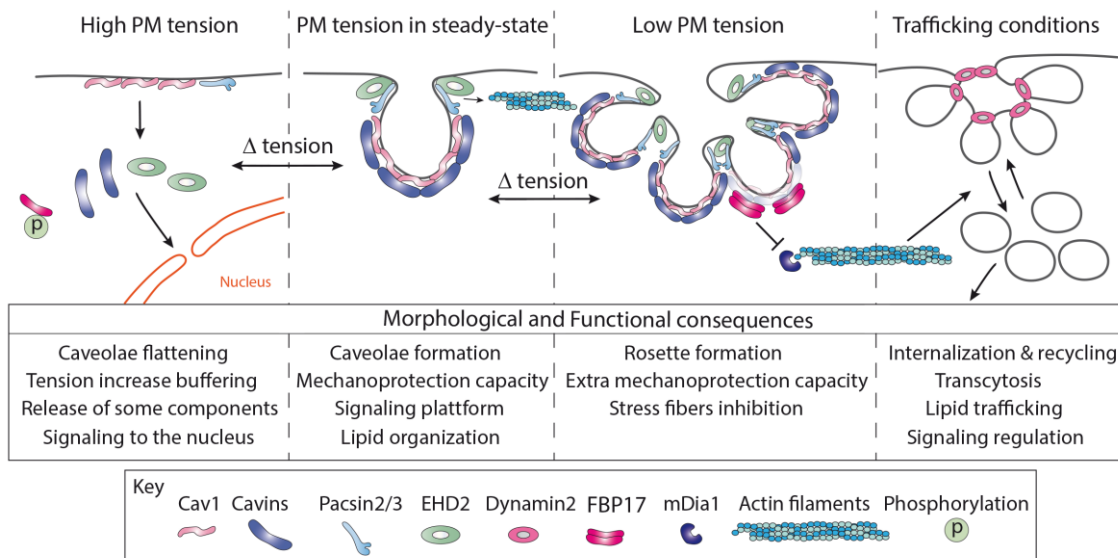 High PM tension
PM tension in steady-state
Low PM tension
Trafficking conditions
Δ tension
Δ tension
p
Nucleus
Morphological and Functional consequences
Caveolae flattening
Tension increase buffering
Release of some components
Signaling to the nucleus
Caveolae formation
Mechanoprotection capacity
Signaling plattform
Lipid organization
Rosette formation
Extra mechanoprotection capacity
Stress fibers inhibition
Internalization & recycling
Transcytosis
Lipid trafficking
Signaling regulation
Key
Cav1
Cavins
Pacsin2/3
EHD2
Dynamin2
FBP17
mDia1
Actin filaments
Phosphorylation
p